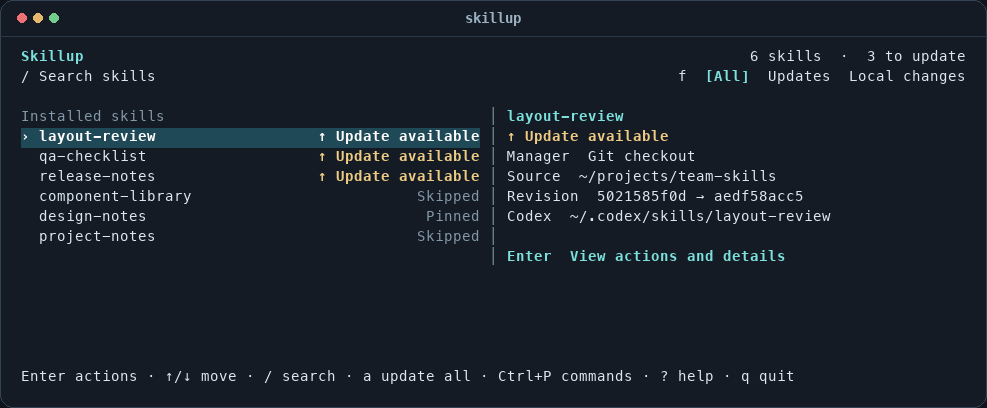 skillup
Skillup 6 skills · 3 to update
/ Search skills f [All] Updates Local changes
Installed skills
› layout-review ↑ Update available
qa-checklist ↑ Update available
release-notes ↑ Update available
component-library Skipped
design-notes Pinned
project-notes Skipped
layout-review
↑ Update available
Manager Git checkout
Source ~/projects/team-skills
Revision 5021585f0d → aedf58acc5
Codex ~/.codex/skills/layout-review
Enter View actions and details
Enter actions · ↑/↓ move · / search · a update all · Ctrl+P commands · ? help · q quit